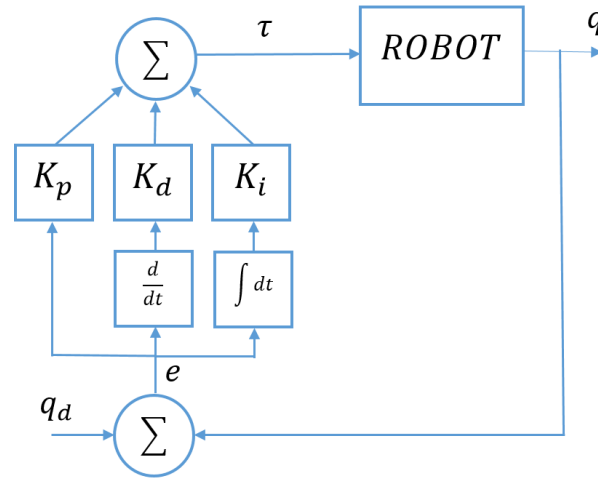 τ
q
∑
ROBOT
K_p
K_d
K_i
d/dt
∫ dt
e
q_d
∑